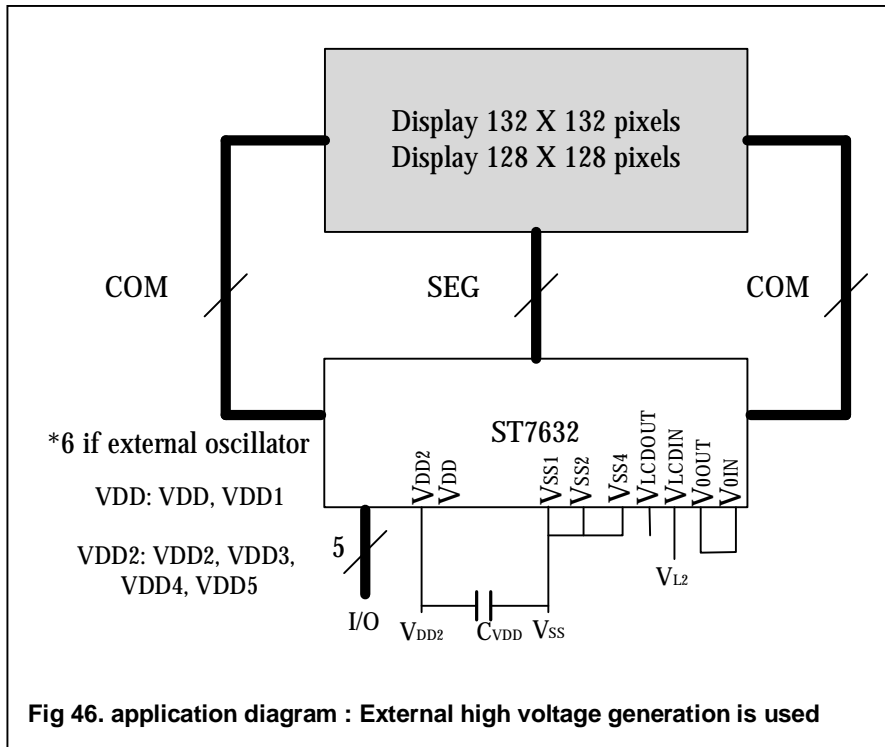 Display 132 X 132 pixels
Display 128 X 128 pixels
COM
SEG
COM
*6 if external oscillator
ST7632
VDD: VDD, VDD1
VDD2: VDD2, VDD3,
VDD4, VDD5
VDD2
VDD
VSS1
VSS2
VSS4
VLCDOUT
VLCDIN
V0OUT
V0IN
5
I/O
VDD2
CVDD
VSS
VL2
Fig 46. application diagram : External high voltage generation is used